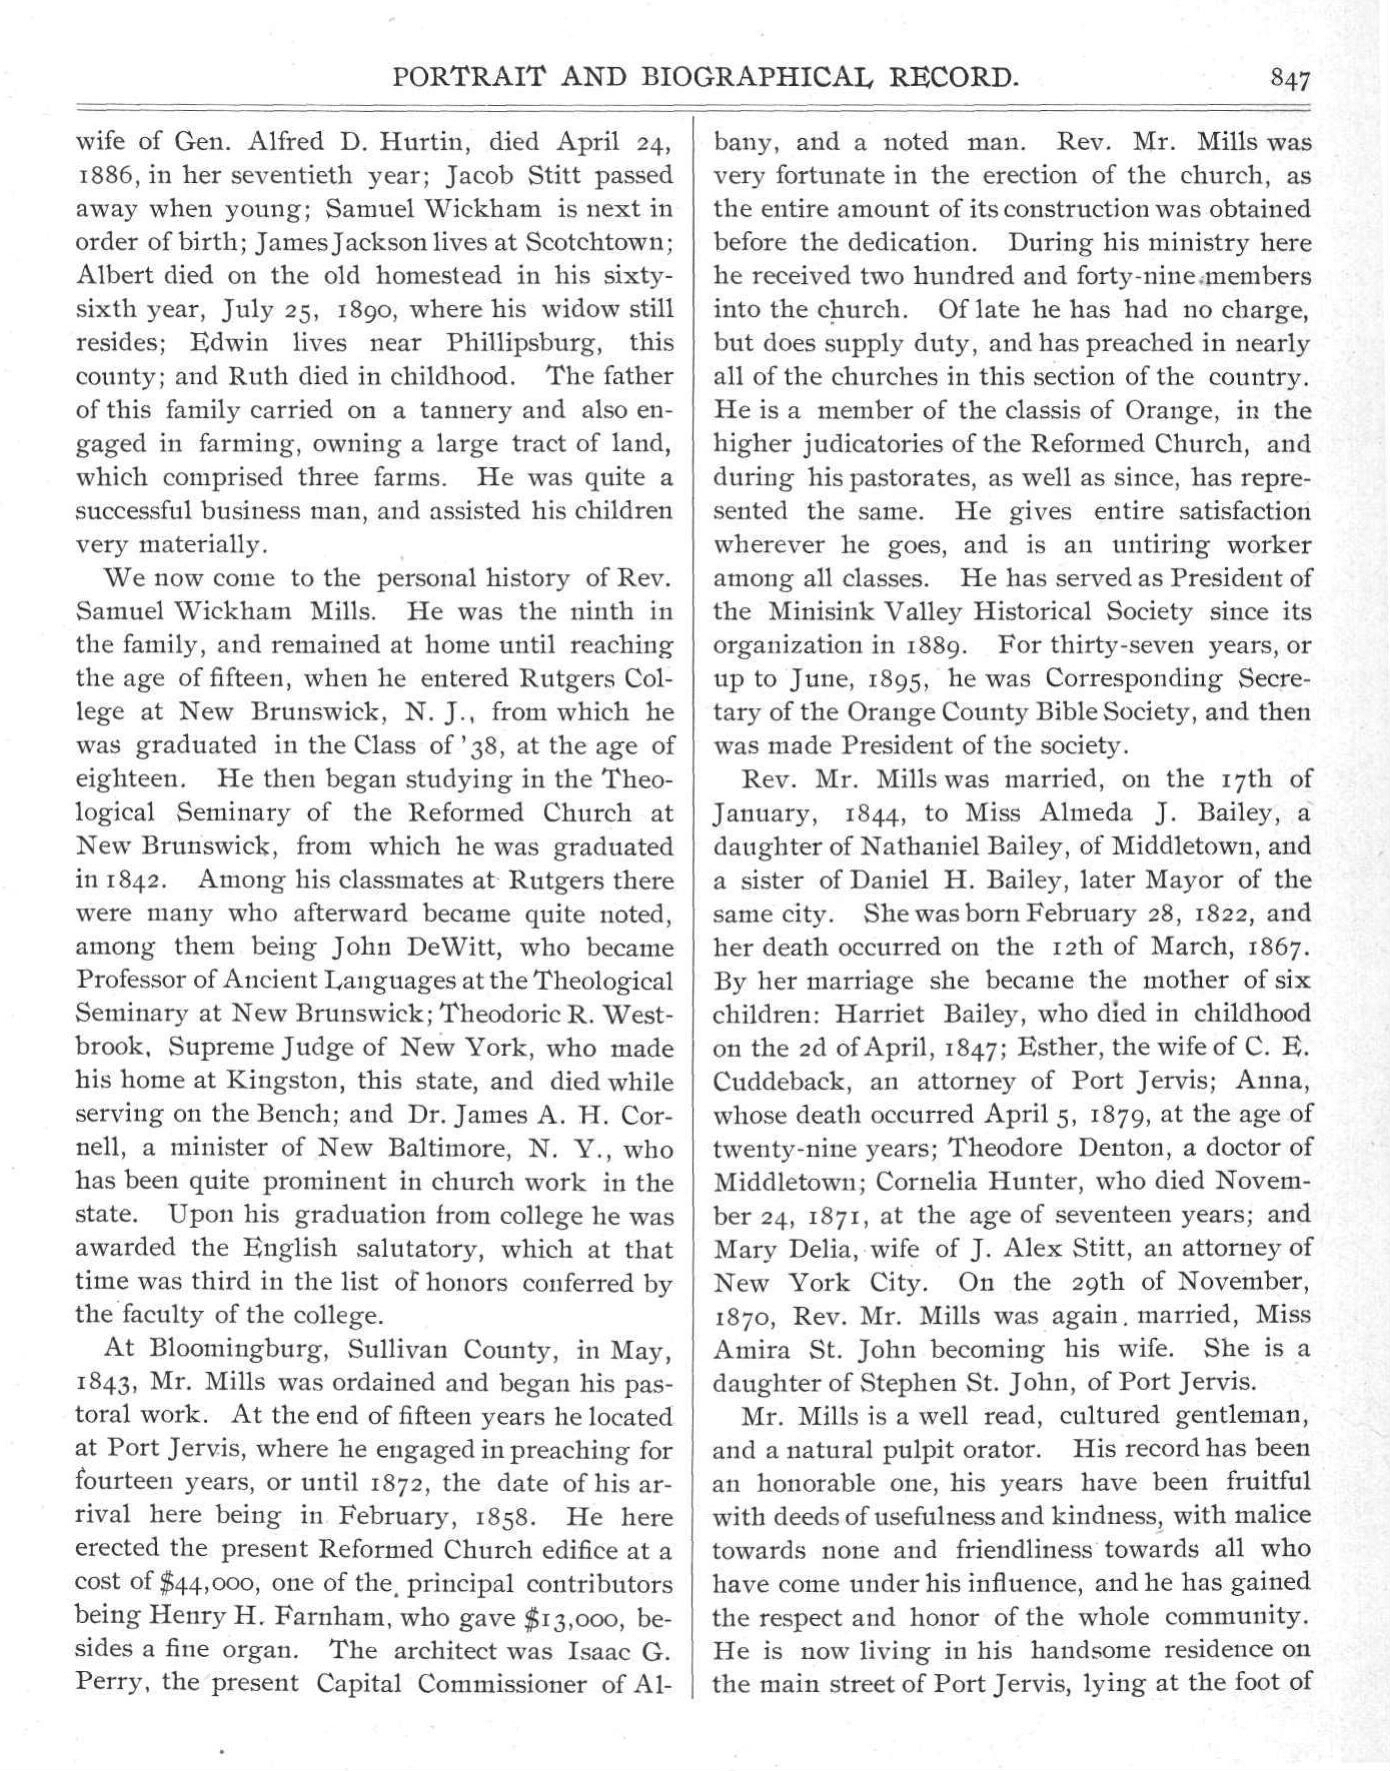 PORTRAIT AND BIOGRAPHICAL RECORD. 847
wife of Gen. Alfred D. Hurtin, died April 24,
1886, in her seventieth year; Jacob Stitt passed
away when young; Samuel Wickham is next in
order of birth; James Jackson lives at Scotchtown;
Albert died on the old homestead in his sixty-
sixth year, July 25, 1890, where his widow still
resides; Edwin lives near Phillipsburg, this
county; and Ruth died in childhood. The father
of this family carried on a tannery and also en-
gaged in farming, owning a large tract of land,
which comprised three farms. He was quite a
successful business man, and assisted his children
very materially.
We now come to the personal history of Rev.
Samuel Wickham Mills. He was the ninth in
the family, and remained at home until reaching
the age of fifteen, when he entered Rutgers Col-
lege at New Brunswick, N. J., from which he
was graduated in the Class of '38, at the age of
eighteen. He then began studying in the Theo-
logical Seminary of the Reformed Church at
New Brunswick, from which he was graduated
in 1842. Among his classmates at Rutgers there
were many who afterward became quite noted,
among them being John DeWitt, who became
Professor of Ancient Languages at the Theological
Seminary at New Brunswick; Theodoric R. West-
brook, Supreme Judge of New York, who made
his home at Kingston, this state, and died while
serving on the Bench; and Dr. James A. H. Cor-
nell, a minister of New Baltimore, N. Y., who
has been quite prominent in church work in the
state. Upon his graduation from college he was
awarded the English salutatory, which at that
time was third in the list of honors conferred by
the faculty of the college.
At Bloomingburg, Sullivan County, in May,
1843, Mr. Mills was ordained and began his pas-
toral work. At the end of fifteen years he located
at Port Jervis, where he engaged in preaching for
fourteen years, or until 1872, the date of his ar-
rival here being in February, 1858. He here
erected the present Reformed Church edifice at a
cost of $44,000, one of the principal contributors
being Henry H. Farnham, who gave $13,000, be-
sides a fine organ. The architect was Isaac G.
Perry, the present Capital Commissioner of Al-
bany, and a noted man. Rev. Mr. Mills was
very fortunate in the erection of the church, as
the entire amount of its construction was obtained
before the dedication. During his ministry here
he received two hundred and forty-nine members
into the church. Of late he has had no charge,
but does supply duty, and has preached in nearly
all of the churches in this section of the country.
He is a member of the classis of Orange, in the
higher judicatories of the Reformed Church, and
during his pastorates, as well as since, has repre-
sented the same. He gives entire satisfaction
wherever he goes, and is an untiring worker
among all classes. He has served as President of
the Minisink Valley Historical Society since its
organization in 1889. For thirty-seven years, or
up to June, 1895, he was Corresponding Secre-
tary of the Orange County Bible Society, and then
was made President of the society.
Rev. Mr. Mills was married, on the 17th of
January, 1844, to Miss Almeda J. Bailey, a
daughter of Nathaniel Bailey, of Middletown, and
a sister of Daniel H. Bailey, later Mayor of the
same city. She was born February 28, 1822, and
her death occurred on the 12th of March, 1867.
By her marriage she became the mother of six
children: Harriet Bailey, who died in childhood
on the 2d of April, 1847; Esther, the wife of C. E.
Cuddeback, an attorney of Port Jervis; Anna,
whose death occurred April 5, 1879, at the age of
twenty-nine years; Theodore Denton, a doctor of
Middletown; Cornelia Hunter, who died Novem-
ber 24, 1871, at the age of seventeen years; and
Mary Delia, wife of J. Alex Stitt, an attorney of
New York City. On the 29th of November,
1870, Rev. Mr. Mills was again married, Miss
Amira St. John becoming his wife. She is a
daughter of Stephen St. John, of Port Jervis.
Mr. Mills is a well read, cultured gentleman,
and a natural pulpit orator. His record has been
an honorable one, his years have been fruitful
with deeds of usefulness and kindness, with malice
towards none and friendliness towards all who
have come under his influence, and he has gained
the respect and honor of the whole community.
He is now living in his handsome residence on
the main street of Port Jervis, lying at the foot of